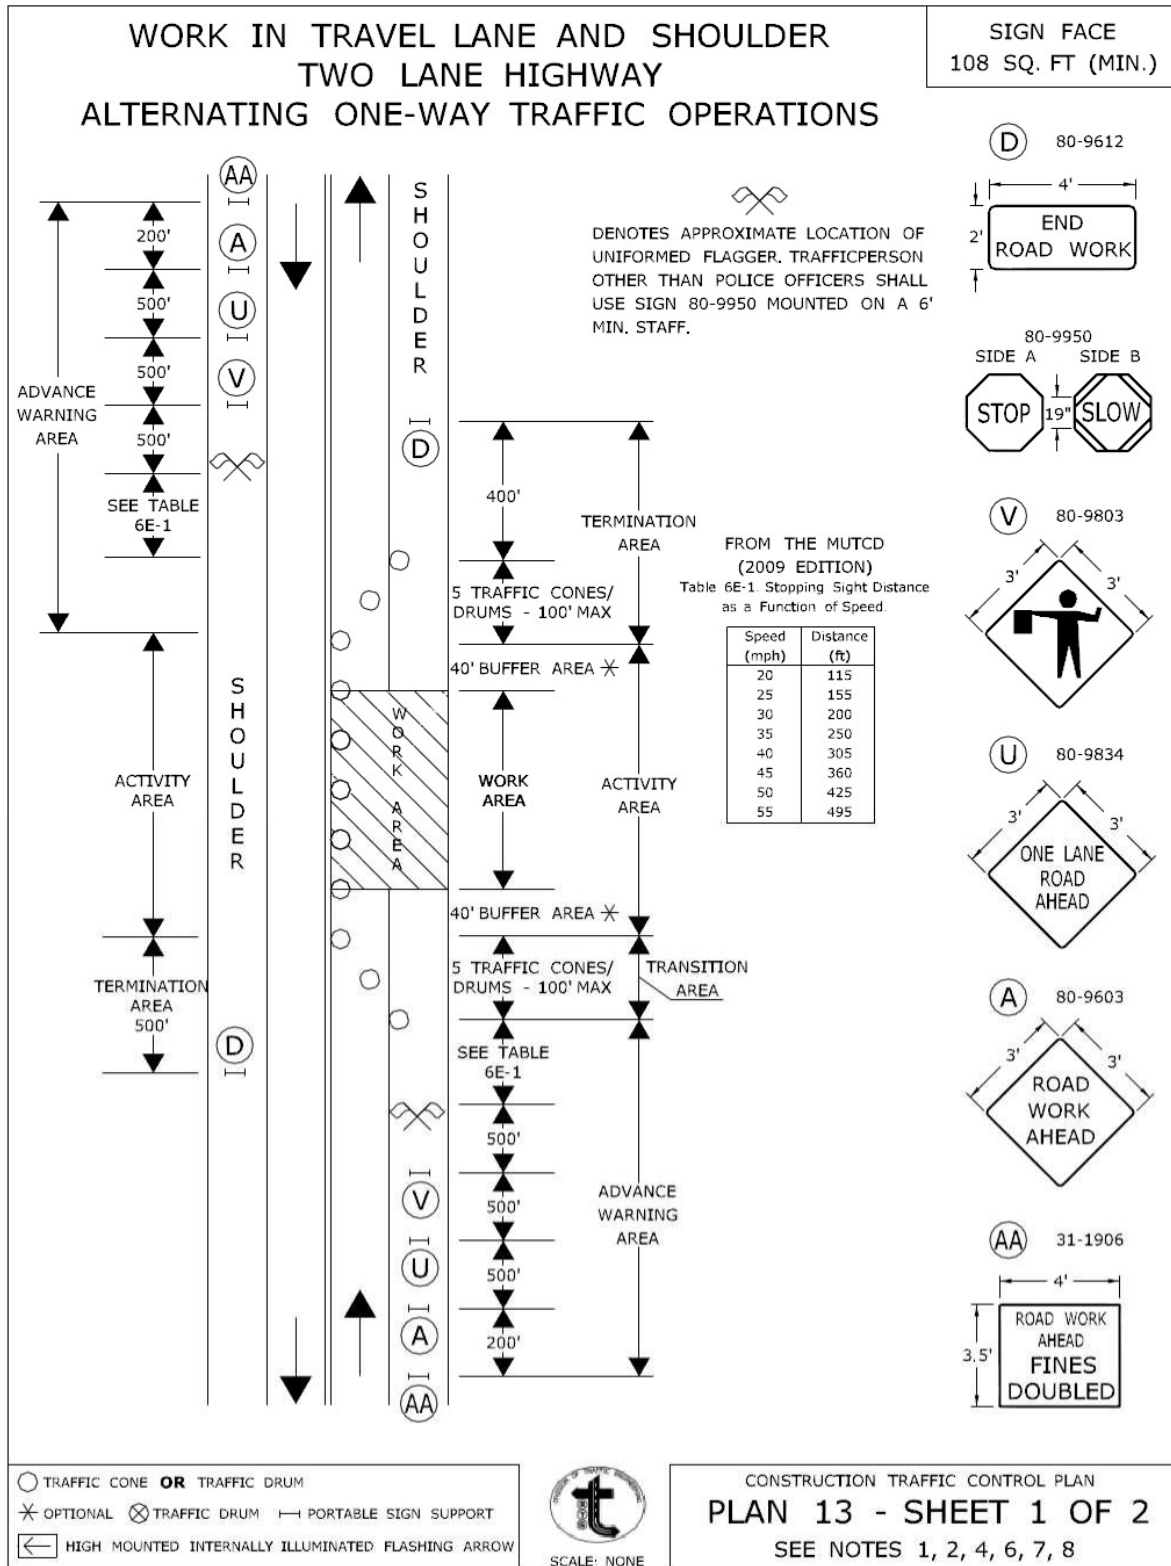 WORK IN TRAVEL LANE AND SHOULDER
TWO LANE HIGHWAY
ALTERNATING ONE-WAY TRAFFIC OPERATIONS
SIGN FACE
108 SQ. FT (MIN.)
AA
200'
A
500'
U
500'
V
500'
ADVANCE
WARNING
AREA
SEE TABLE
6E-1
SHOULDER
ACTIVITY
AREA
TERMINATION
AREA
500'
D
SHOULDER
D
400'
TERMINATION
AREA
5 TRAFFIC CONES/
DRUMS - 100' MAX
40' BUFFER AREA
WORK AREA
WORK
AREA
ACTIVITY
AREA
40' BUFFER AREA
5 TRAFFIC CONES/
DRUMS - 100' MAX
TRANSITION
AREA
SEE TABLE
6E-1
500'
V
500'
U
500'
A
200'
AA
ADVANCE
WARNING
AREA
DENOTES APPROXIMATE LOCATION OF
UNIFORMED FLAGGER. TRAFFICPERSON
OTHER THAN POLICE OFFICERS SHALL
USE SIGN 80-9950 MOUNTED ON A 6'
MIN. STAFF.
FROM THE MUTCD
(2009 EDITION)
Table 6E-1. Stopping Sight Distance
as a Function of Speed.
Speed (mph) Distance (ft)
20 115
25 155
30 200
35 250
40 305
45 360
50 425
55 495
D 80-9612
4'
2'
END
ROAD WORK
80-9950
SIDE A SIDE B
STOP 19" SLOW
V 80-9803
3' 3'
U 80-9834
3' 3'
ONE LANE
ROAD
AHEAD
A 80-9603
3' 3'
ROAD
WORK
AHEAD
AA 31-1906
4'
3.5'
ROAD WORK
AHEAD
FINES
DOUBLED
TRAFFIC CONE OR TRAFFIC DRUM
OPTIONAL TRAFFIC DRUM PORTABLE SIGN SUPPORT
HIGH MOUNTED INTERNALLY ILLUMINATED FLASHING ARROW
DIVISION OF TRAFFIC ENGINEERING
SCALE: NONE
CONSTRUCTION TRAFFIC CONTROL PLAN
PLAN 13 - SHEET 1 OF 2
SEE NOTES 1, 2, 4, 6, 7, 8